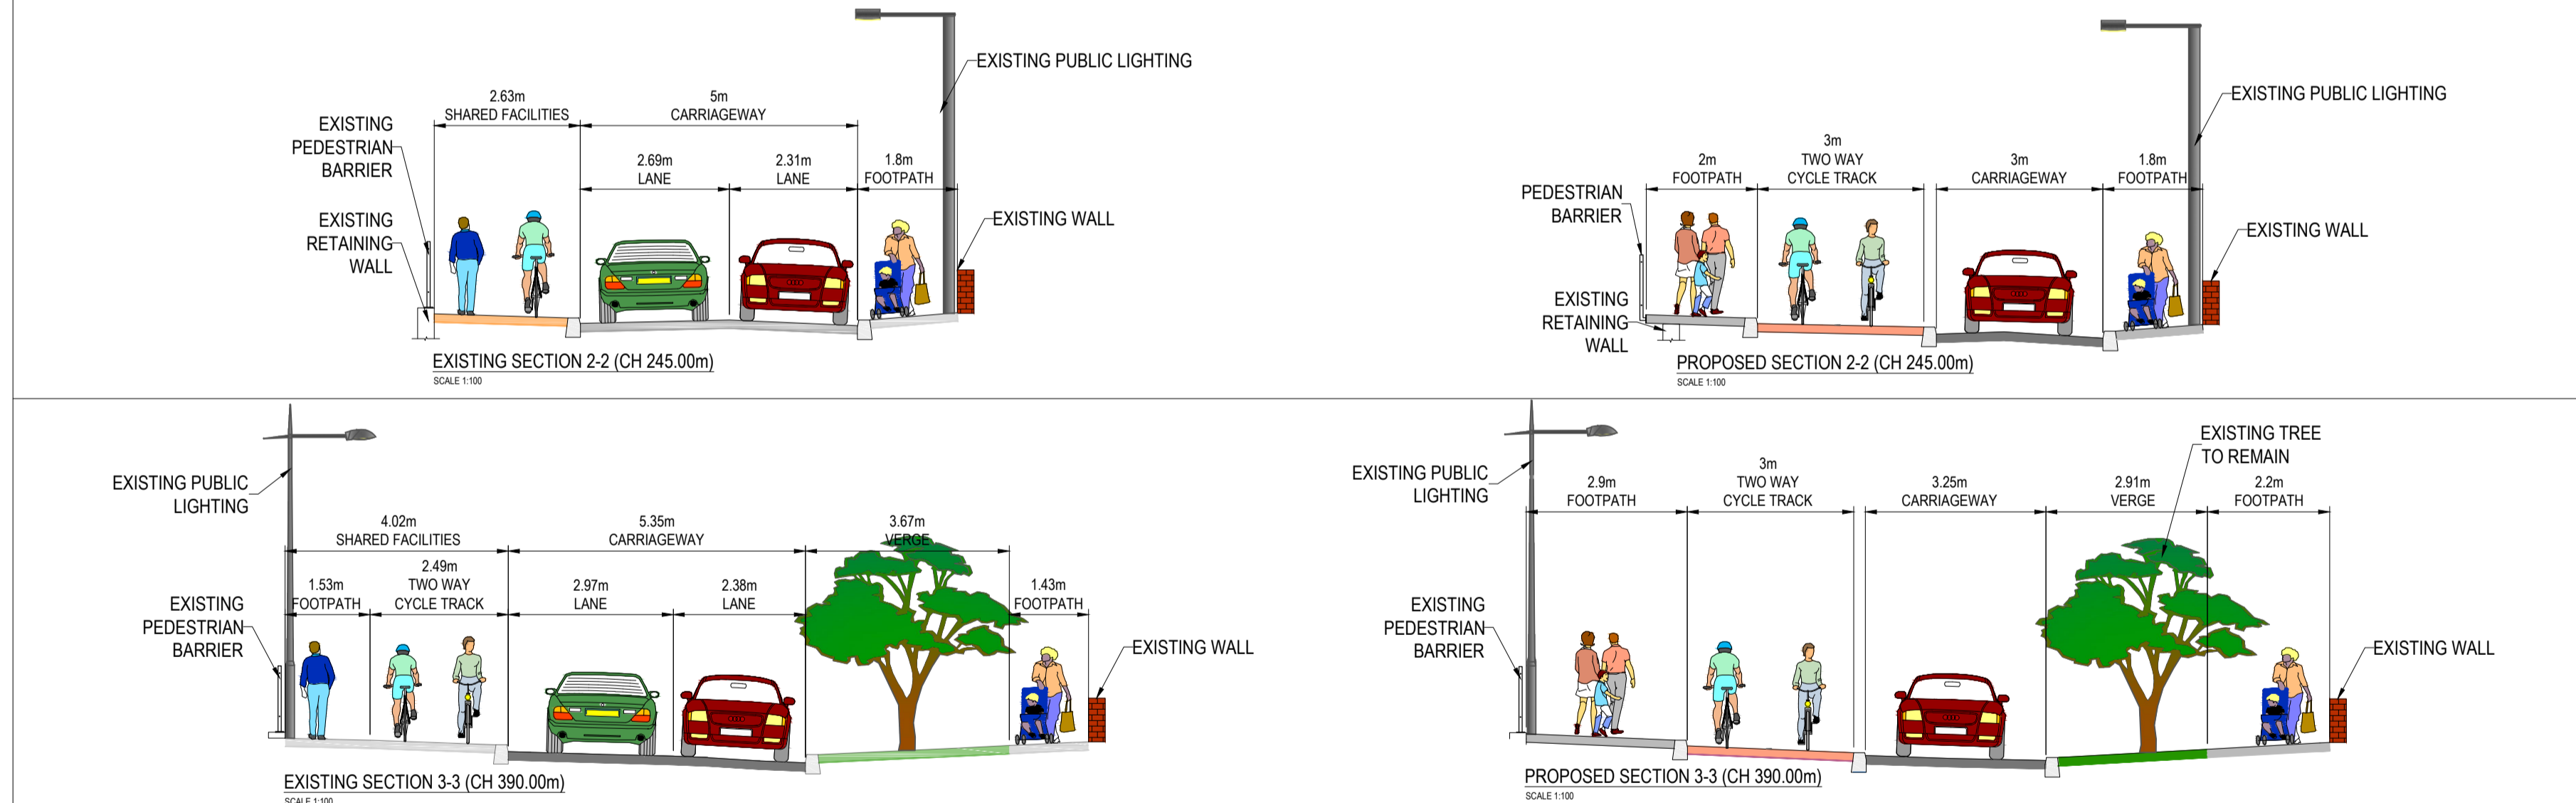 EXISTING PUBLIC LIGHTING
2.63m
SHARED FACILITIES
5m
CARRIAGEWAY
EXISTING
PEDESTRIAN
BARRIER
2.69m
LANE
2.31m
LANE
1.8m
FOOTPATH
EXISTING
RETAINING
WALL
EXISTING WALL
EXISTING SECTION 2-2 (CH 245.00m)
SCALE 1:100
EXISTING PUBLIC LIGHTING
2m
FOOTPATH
3m
TWO WAY
CYCLE TRACK
3m
CARRIAGEWAY
1.8m
FOOTPATH
PEDESTRIAN
BARRIER
EXISTING WALL
EXISTING
RETAINING
WALL
PROPOSED SECTION 2-2 (CH 245.00m)
SCALE 1:100
EXISTING PUBLIC
LIGHTING
4.02m
SHARED FACILITIES
5.35m
CARRIAGEWAY
3.67m
VERGE
1.53m
FOOTPATH
2.49m
TWO WAY
CYCLE TRACK
2.97m
LANE
2.38m
LANE
1.43m
FOOTPATH
EXISTING
PEDESTRIAN
BARRIER
EXISTING WALL
EXISTING SECTION 3-3 (CH 390.00m)
SCALE 1:100
EXISTING TREE
TO REMAIN
EXISTING PUBLIC
LIGHTING
2.9m
FOOTPATH
3m
TWO WAY
CYCLE TRACK
3.25m
CARRIAGEWAY
2.91m
VERGE
2.2m
FOOTPATH
EXISTING
PEDESTRIAN
BARRIER
EXISTING WALL
PROPOSED SECTION 3-3 (CH 390.00m)
SCALE 1:100